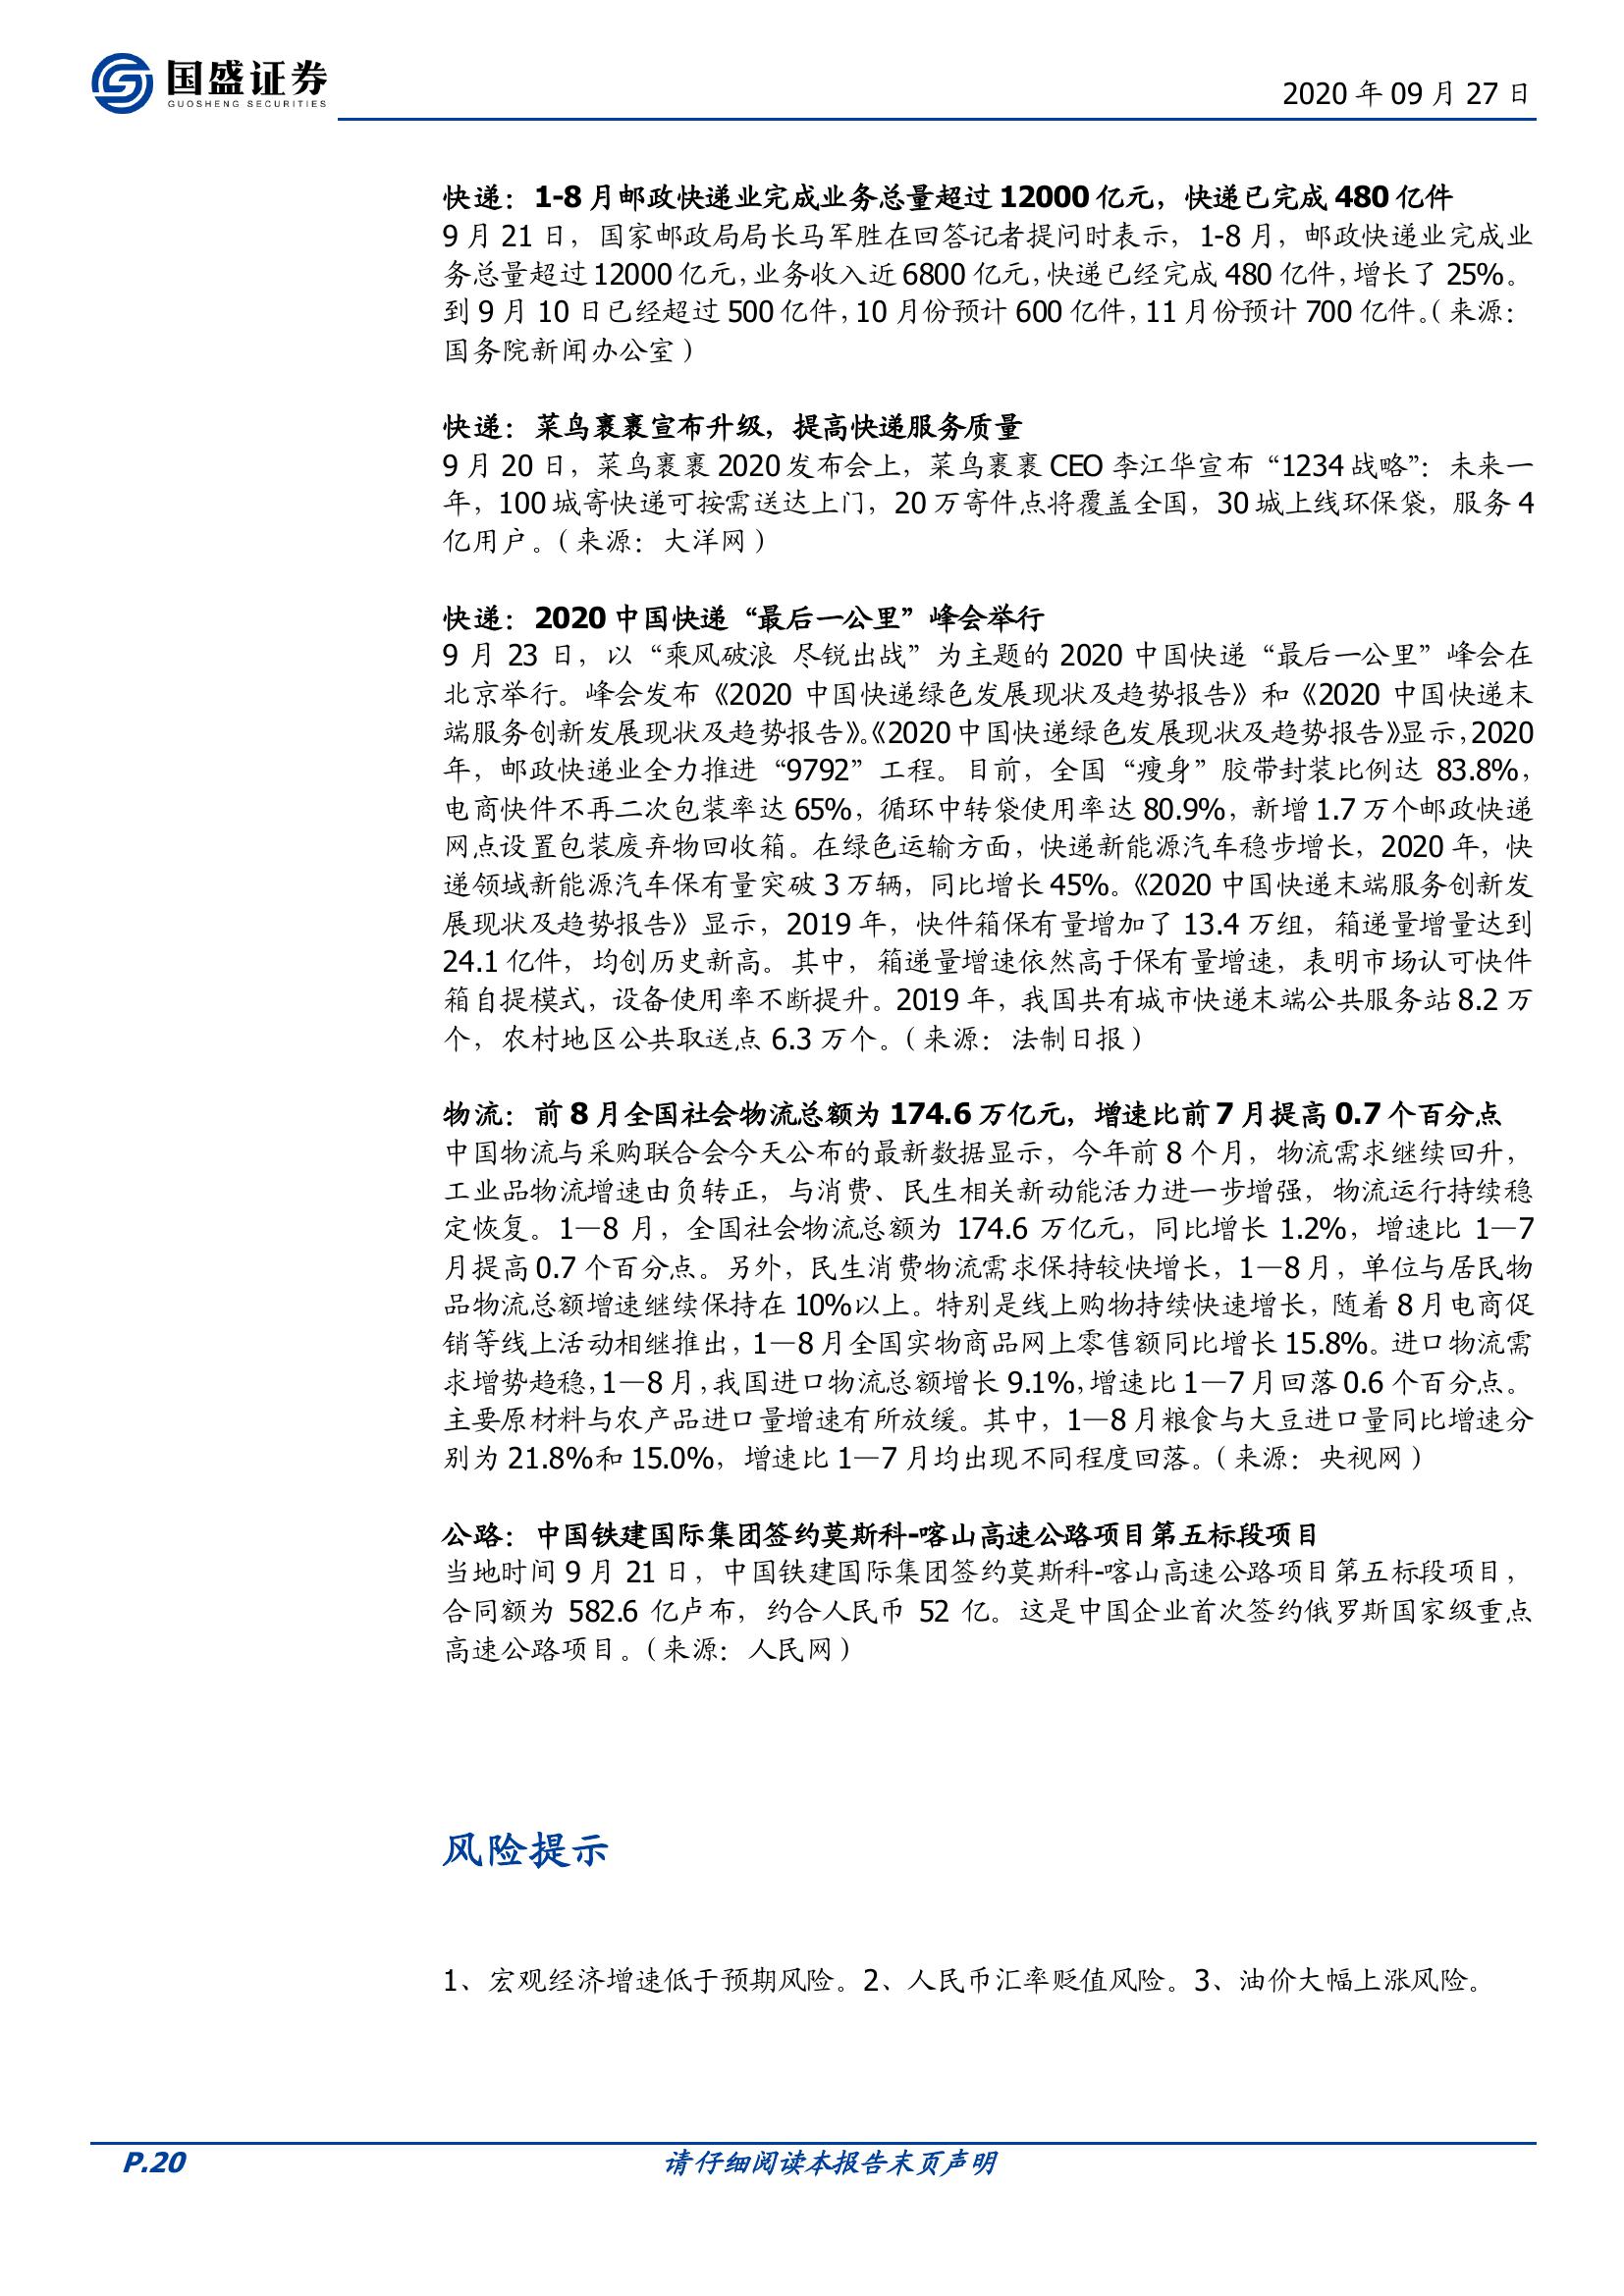 国盛证券
GUOSHENG SECURITIES
2020 年 09 月 27 日
快递：1-8 月邮政快递业完成业务总量超过 12000 亿元，快递已完成 480 亿件
9 月 21 日，国家邮政局局长马军胜在回答记者提问时表示，1-8 月，邮政快递业完成业
务总量超过 12000 亿元，业务收入近 6800 亿元，快递已经完成 480 亿件，增长了 25%。
到 9 月 10 日已经超过 500 亿件，10 月份预计 600 亿件，11 月份预计 700 亿件。（来源：
国务院新闻办公室）
快递：菜鸟裹裹宣布升级，提高快递服务质量
9 月 20 日，菜鸟裹裹 2020 发布会上，菜鸟裹裹 CEO 李江华宣布“1234 战略”：未来一
年，100 城寄快递可按需送达上门，20 万寄件点将覆盖全国，30 城上线环保袋，服务 4
亿用户。（来源：大洋网）
快递：2020 中国快递“最后一公里”峰会举行
9 月 23 日，以“乘风破浪 尽锐出战”为主题的 2020 中国快递“最后一公里”峰会在
北京举行。峰会发布《2020 中国快递绿色发展现状及趋势报告》和《2020 中国快递末
端服务创新发展现状及趋势报告》。《2020 中国快递绿色发展现状及趋势报告》显示，2020
年，邮政快递业全力推进“9792”工程。目前，全国“瘦身”胶带封装比例达 83.8%，
电商快件不再二次包装率达 65%，循环中转袋使用率达 80.9%，新增 1.7 万个邮政快递
网点设置包装废弃物回收箱。在绿色运输方面，快递新能源汽车稳步增长，2020 年，快
递领域新能源汽车保有量突破 3 万辆，同比增长 45%。《2020 中国快递末端服务创新发
展现状及趋势报告》显示，2019 年，快件箱保有量增加了 13.4 万组，箱递量增量达到
24.1 亿件，均创历史新高。其中，箱递量增速依然高于保有量增速，表明市场认可快件
箱自提模式，设备使用率不断提升。2019 年，我国共有城市快递末端公共服务站 8.2 万
个，农村地区公共取送点 6.3 万个。（来源：法制日报）
物流：前 8 月全国社会物流总额为 174.6 万亿元，增速比前 7 月提高 0.7 个百分点
中国物流与采购联合会今天公布的最新数据显示，今年前 8 个月，物流需求继续回升，
工业品物流增速由负转正，与消费、民生相关新动能活力进一步增强，物流运行持续稳
定恢复。1—8 月，全国社会物流总额为 174.6 万亿元，同比增长 1.2%，增速比 1—7
月提高 0.7 个百分点。另外，民生消费物流需求保持较快增长，1—8 月，单位与居民物
品物流总额增速继续保持在 10%以上。特别是线上购物持续快速增长，随着 8 月电商促
销等线上活动相继推出，1—8 月全国实物商品网上零售额同比增长 15.8%。进口物流需
求增势趋稳，1—8 月，我国进口物流总额增长 9.1%，增速比 1—7 月回落 0.6 个百分点。
主要原材料与农产品进口量增速有所放缓。其中，1—8 月粮食与大豆进口量同比增速分
别为 21.8%和 15.0%，增速比 1—7 月均出现不同程度回落。（来源：央视网）
公路：中国铁建国际集团签约莫斯科-喀山高速公路项目第五标段项目
当地时间 9 月 21 日，中国铁建国际集团签约莫斯科-喀山高速公路项目第五标段项目，
合同额为 582.6 亿卢布，约合人民币 52 亿。这是中国企业首次签约俄罗斯国家级重点
高速公路项目。（来源：人民网）
风险提示
1、宏观经济增速低于预期风险。2、人民币汇率贬值风险。3、油价大幅上涨风险。
P.20
请仔细阅读本报告末页声明